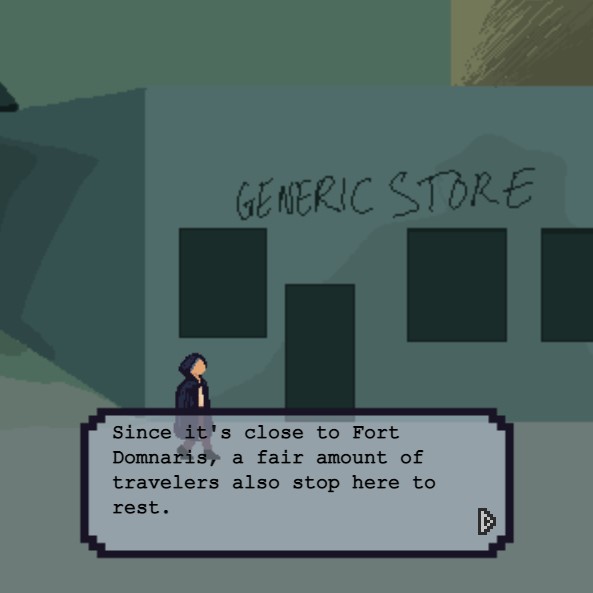 GENERIC STORE
Since it's close to Fort
Domnaris, a fair amount of
travelers also stop here to
rest.